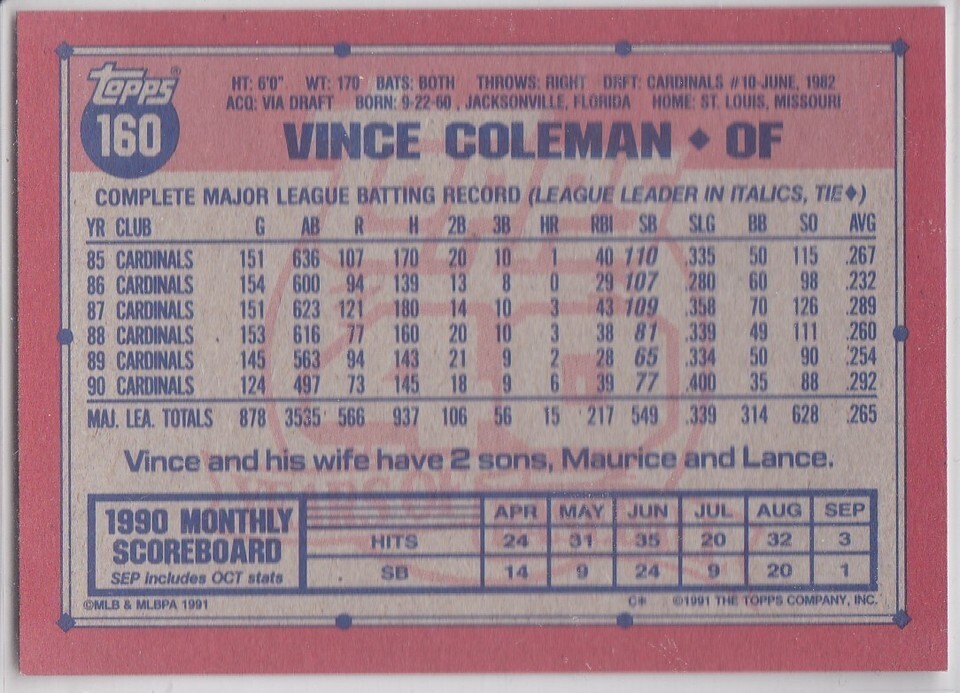 Topps®
160
HT: 6'0" WT: 170 BATS: BOTH THROWS: RIGHT DRFT: CARDINALS #10-JUNE, 1982
ACQ: VIA DRAFT BORN: 9-22-60, JACKSONVILLE, FLORIDA HOME: ST. LOUIS, MISSOURI
VINCE COLEMAN ◆ OF
COMPLETE MAJOR LEAGUE BATTING RECORD (LEAGUE LEADER IN ITALICS, TIE◆)
YR CLUB G AB R H 2B 3B HR RBI SB SLG BB SO AVG
85 CARDINALS 151 636 107 170 20 10 1 40 110 .335 50 115 .267
86 CARDINALS 154 600 94 139 13 8 0 29 107 .280 60 98 .232
87 CARDINALS 151 623 121 180 14 10 3 43 109 .358 70 126 .289
88 CARDINALS 153 616 77 160 20 10 3 38 81 .339 49 111 .260
89 CARDINALS 145 563 94 143 21 9 2 28 65 .334 50 90 .254
90 CARDINALS 124 497 73 145 18 9 6 39 77 .400 35 88 .292
MAJ. LEA. TOTALS 878 3535 566 937 106 56 15 217 549 .339 314 628 .265
Vince and his wife have 2 sons, Maurice and Lance.
1990 MONTHLY
SCOREBOARD
SEP includes OCT stats
APR MAY JUN JUL AUG SEP
HITS 24 31 35 20 32 3
SB 14 9 24 9 20 1
©MLB & MLBPA 1991 C* ©1991 THE TOPPS COMPANY, INC.
Topps
40
YEARS OF